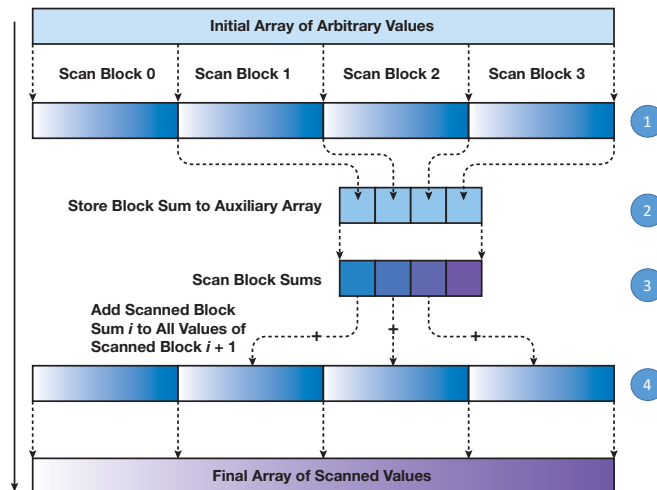 Initial Array of Arbitrary Values
Scan Block 0 Scan Block 1 Scan Block 2 Scan Block 3
1
Store Block Sum to Auxiliary Array
2
Scan Block Sums
3
Add Scanned Block
Sum i to All Values of
Scanned Block i + 1
+ + +
4
Final Array of Scanned Values